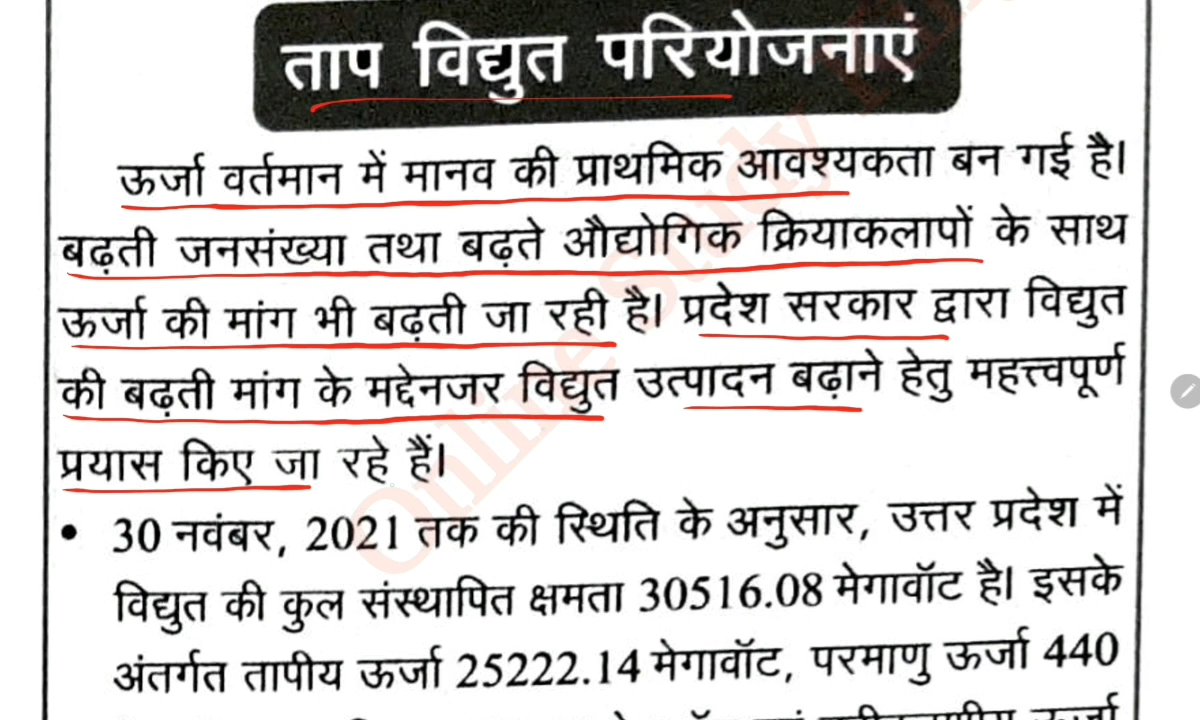 ताप विद्युत परियोजनाएं
ऊर्जा वर्तमान में मानव की प्राथमिक आवश्यकता बन गई है।
बढ़ती जनसंख्या तथा बढ़ते औद्योगिक क्रियाकलापों के साथ
ऊर्जा की मांग भी बढ़ती जा रही है। प्रदेश सरकार द्वारा विद्युत
की बढ़ती मांग के मद्देनजर विद्युत उत्पादन बढ़ाने हेतु महत्त्वपूर्ण
प्रयास किए जा रहे हैं।
• 30 नवंबर, 2021 तक की स्थिति के अनुसार, उत्तर प्रदेश में
विद्युत की कुल संस्थापित क्षमता 30516.08 मेगावॉट है। इसके
अंतर्गत तापीय ऊर्जा 25222.14 मेगावॉट, परमाणु ऊर्जा 440
Online Study